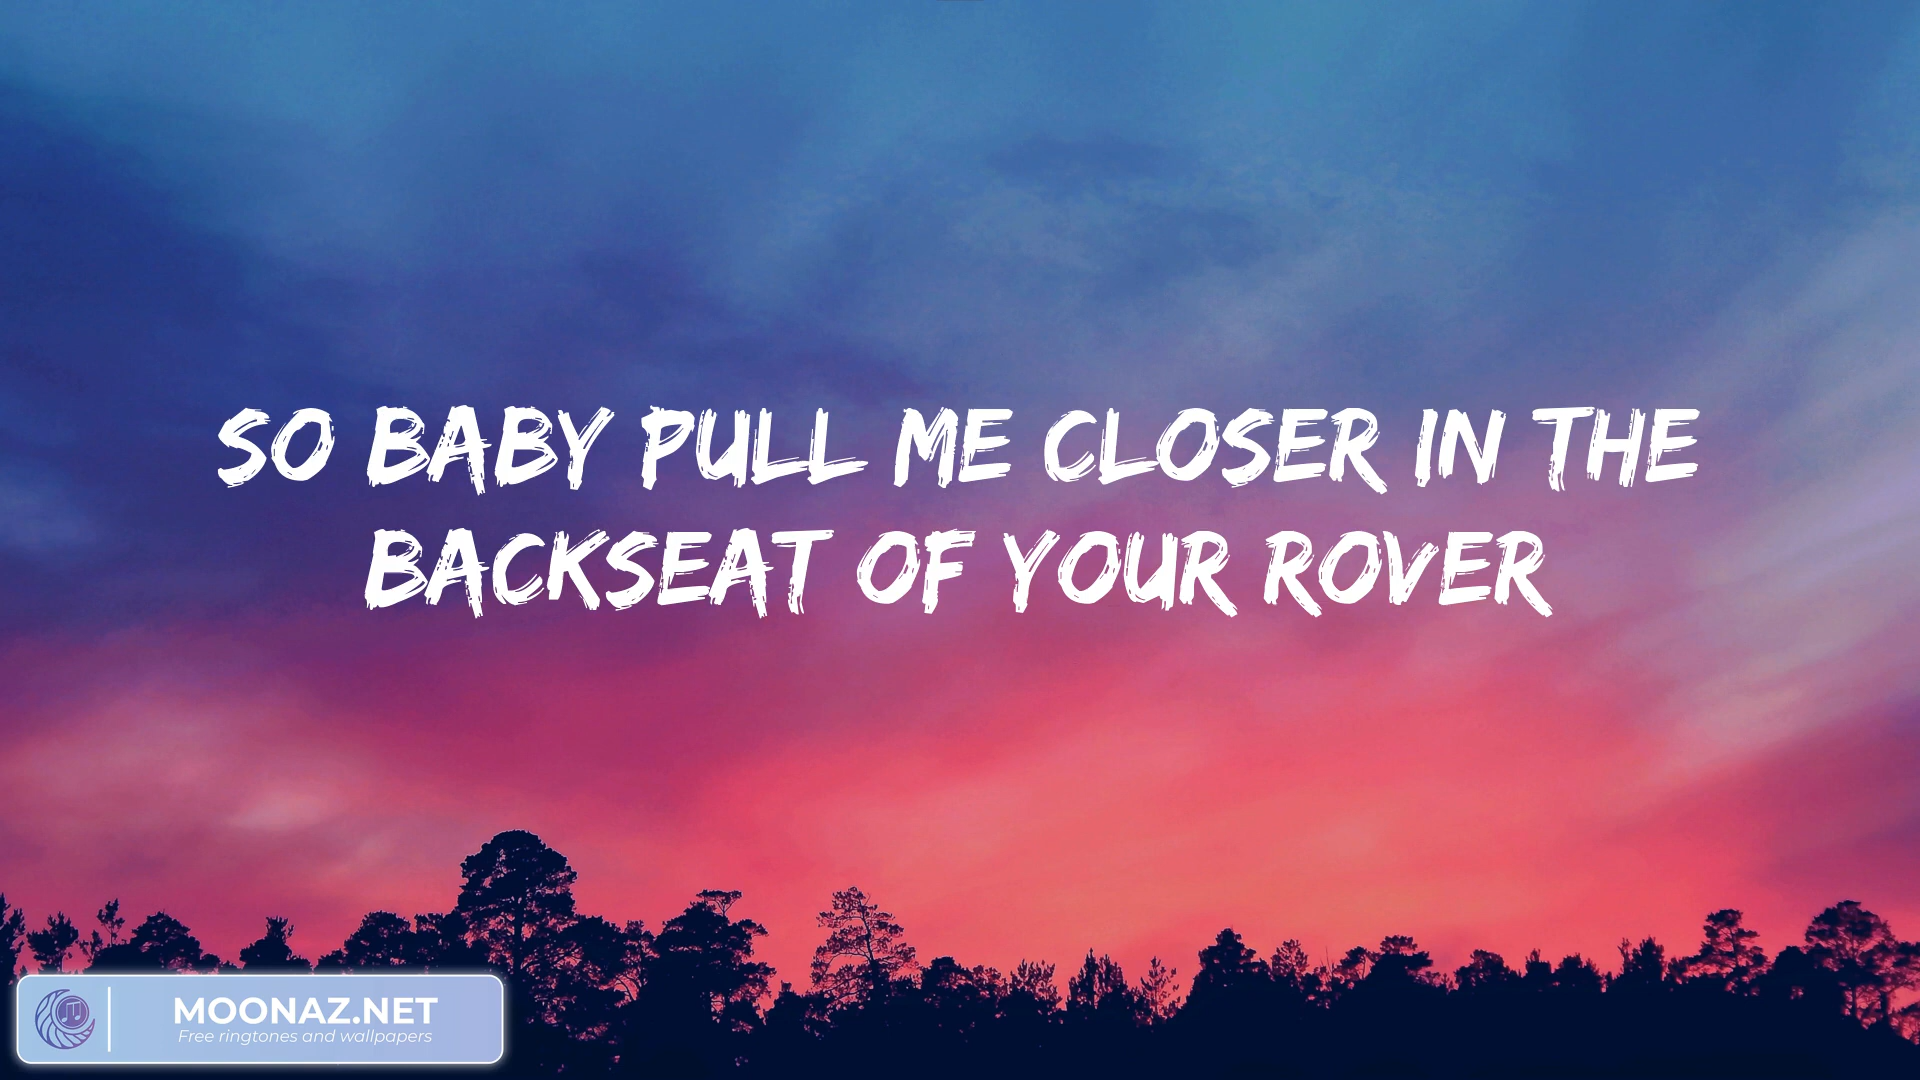 SO BABY PULL ME CLOSER IN THE
BACKSEAT OF YOUR ROVER
MOONAZ.NET
Free ringtones and wallpapers